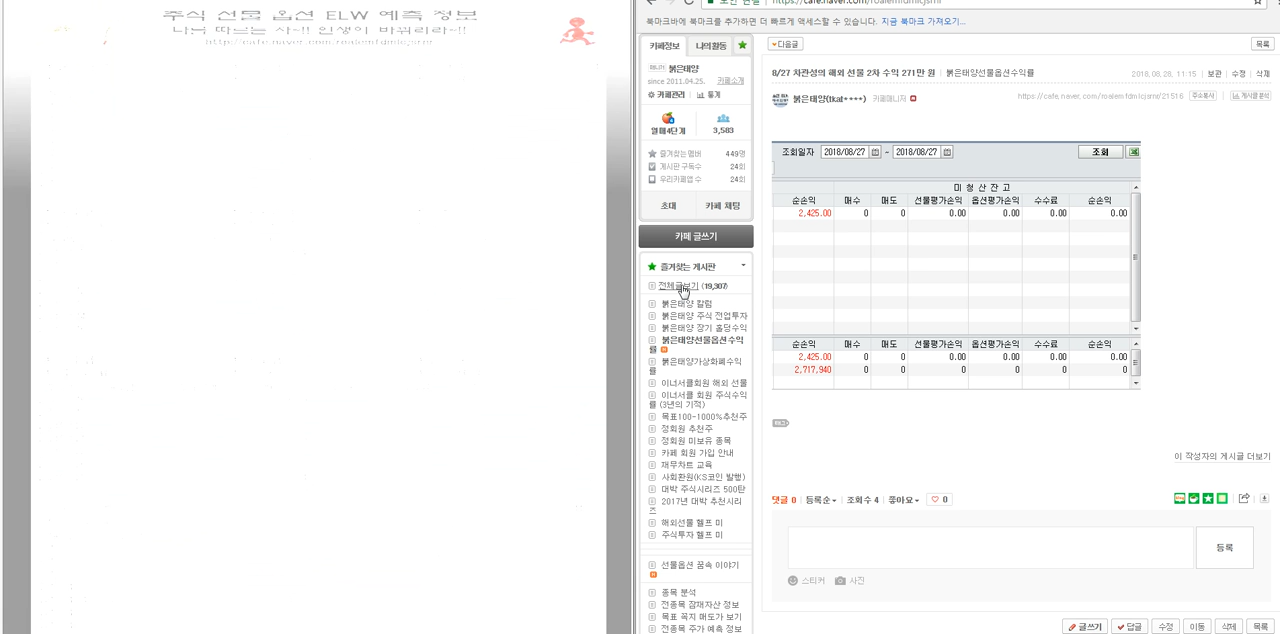 주식 선물 옵션 ELW 예측 정보
나둑 따르는 자!! 인생이 바뀌리라~!!
북마크바에 북마크를 추가하면 더 빠르게 액세스할 수 있습니다. 지금 북마크 가져오기...
카페정보 나의활동
매니저 붉은태양
since 2011.04.25. 카페소개
카페관리 통계
열매4단계 3,583
즐겨찾는 멤버 449명
게시판 구독수 24회
우리카페앱 수 24회
초대 카페 채팅
카페 글쓰기
즐겨찾는 게시판
전체글보기 (19,307)
붉은태양 칼럼
붉은태양 주식 전업투자
붉은태양 장기 홀딩수익
붉은태양선물옵션 수익
률
붉은태양가상화폐수익
률
이너서클회원 해외 선물
이너서클 회원 주식수익
률 (3년의 기적)
목표100-1000%추천주
정회원 추천주
정회원 미보유 종목
카페 회원 가입 안내
재무차트 교육
사회환원(KS코인 발행)
대박 주식시리즈 500탄
2017년 대박 추천시리
즈
해외선물 헬프 미
주식투자 헬프 미
선물옵션 꿈속 이야기
종목 분석
전종목 잠재자산 정보
목표 꼭지 매도가 보기
전종목 주가 예측 정보
다음글 목록
8/27 차관성의 해외 선물 2차 수익 271만 원 | 붉은태양선물옵션수익률 2018.08.28. 11:15 | 보관 | 수정 | 삭제
붉은태양(tkat****) 카페매니저 https://cafe.naver.com/roalemfdmlcjsrnr/21516 주소복사 게시글 분석
조회일자 2018/08/27 ~ 2018/08/27 조회
미 청 산 잔 고
순손익 매수 매도 선물평가손익 옵션평가손익 수수료 순손익
2,425.00 0 0 0.00 0.00 0.00 0.00
순손익 매수 매도 선물평가손익 옵션평가손익 수수료 순손익
2,425.00 0 0 0.00 0.00 0.00 0.00
2,717,940 0 0 0 0 0 0
이 작성자의 게시글 더보기
댓글 0 | 등록순 | 조회수 4 | 좋아요 0
등록
스티커 사진
글쓰기 답글 수정 이동 삭제 목록